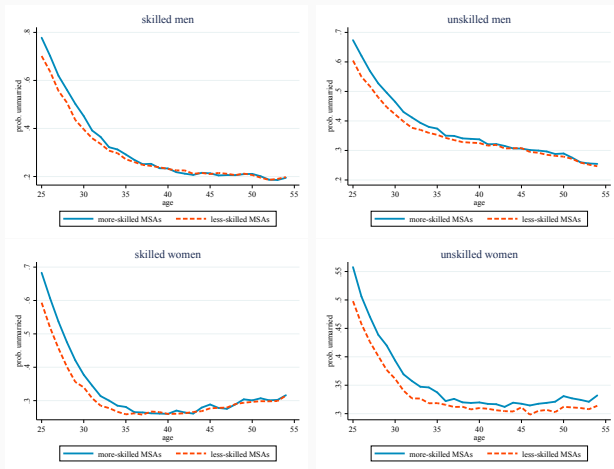 skilled men
prob. unmarried
.8
.6
.4
.2
25 30 35 40 45 50 55
age
more-skilled MSAs less-skilled MSAs
unskilled men
prob. unmarried
.7
.6
.5
.4
.3
.2
25 30 35 40 45 50 55
age
more-skilled MSAs less-skilled MSAs
skilled women
prob. unmarried
.7
.6
.5
.4
.3
25 30 35 40 45 50 55
age
more-skilled MSAs less-skilled MSAs
unskilled women
prob. unmarried
.55
.5
.45
.4
.35
.3
25 30 35 40 45 50 55
age
more-skilled MSAs less-skilled MSAs